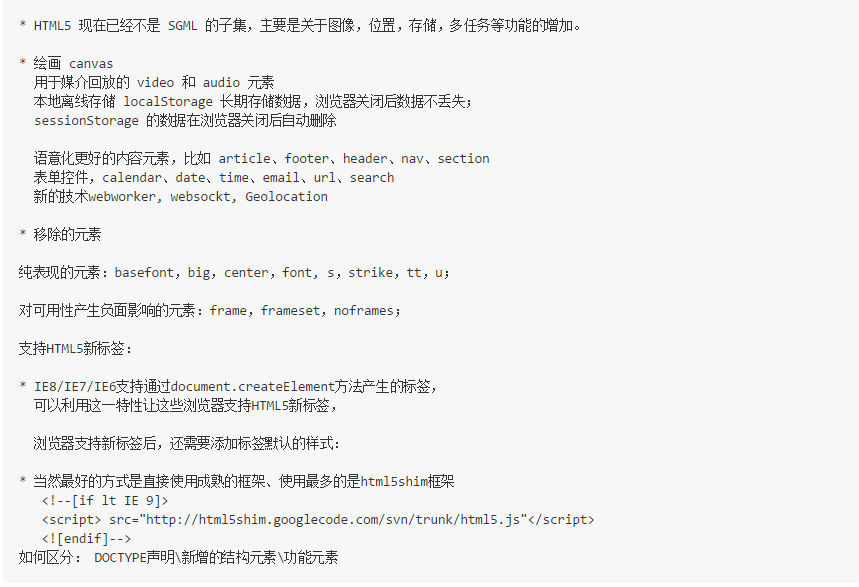 * HTML5 现在已经不是 SGML 的子集，主要是关于图像，位置，存储，多任务等功能的增加。
* 绘画 canvas
用于媒介回放的 video 和 audio 元素
本地离线存储 localStorage 长期存储数据，浏览器关闭后数据不丢失；
sessionStorage 的数据在浏览器关闭后自动删除
语意化更好的内容元素，比如 article、footer、header、nav、section
表单控件，calendar、date、time、email、url、search
新的技术webworker, websockt, Geolocation
* 移除的元素
纯表现的元素：basefont，big，center，font, s，strike，tt，u；
对可用性产生负面影响的元素：frame，frameset，noframes；
支持HTML5新标签：
* IE8/IE7/IE6支持通过document.createElement方法产生的标签，
可以利用这一特性让这些浏览器支持HTML5新标签，
浏览器支持新标签后，还需要添加标签默认的样式：
* 当然最好的方式是直接使用成熟的框架、使用最多的是html5shim框架
<!--[if lt IE 9]>
<script> src="http://html5shim.googlecode.com/svn/trunk/html5.js"</script>
<![endif]-->
如何区分： DOCTYPE声明\新增的结构元素\功能元素